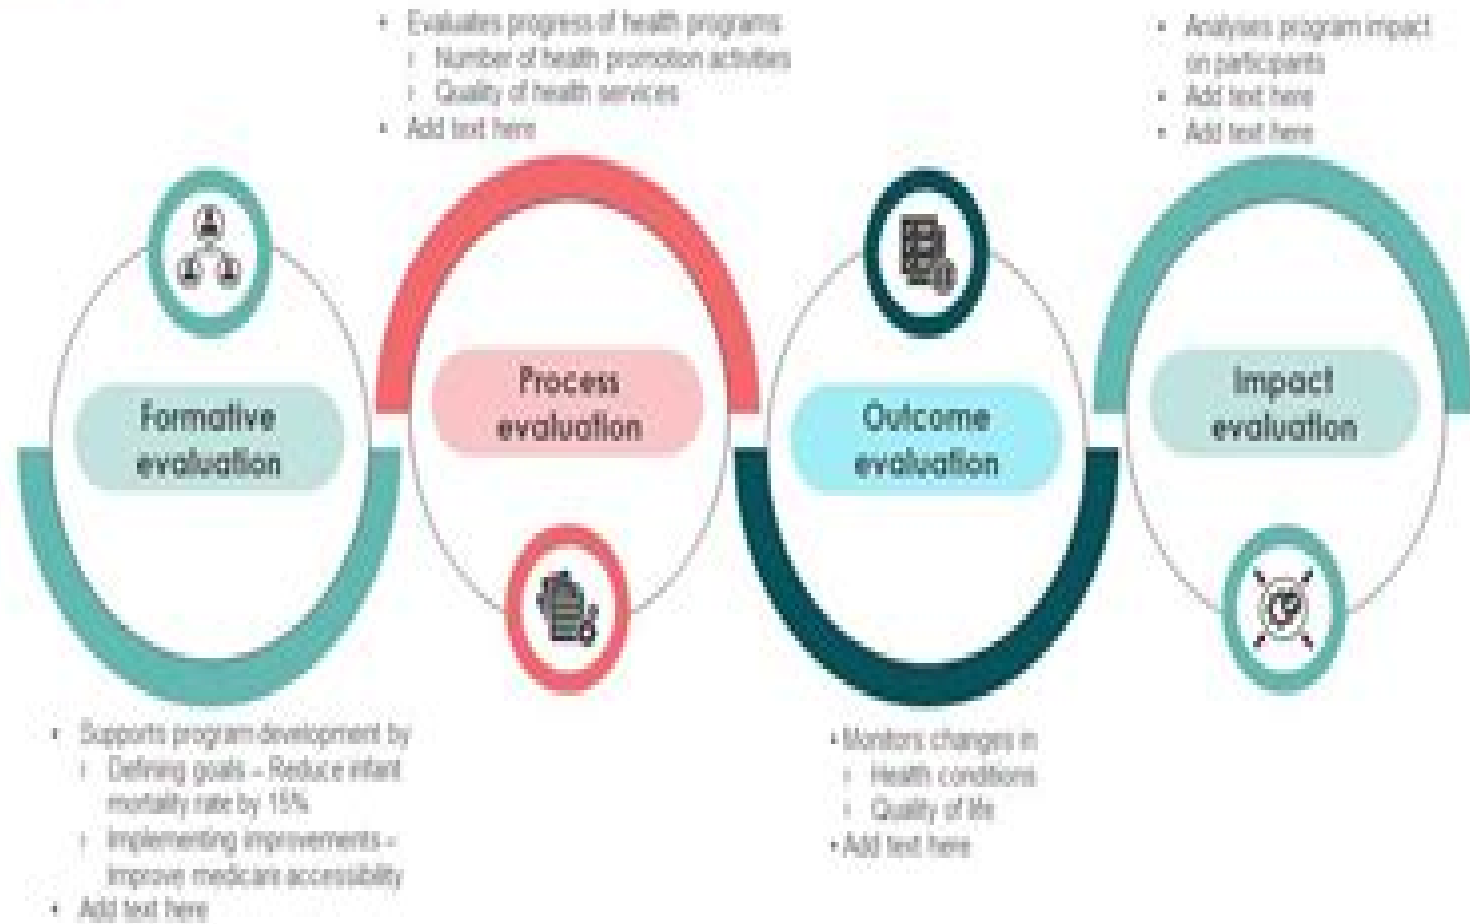 • Evaluates progress of health programs
› Number of health promotion activities
› Quality of health services
• Add text here
• Analyses program impact
on participants
• Add text here
• Add text here
Formative
evaluation
Process
evaluation
Outcome
evaluation
Impact
evaluation
• Supports program development by
› Defining goals – Reduce infant
mortality rate by 15%
› Implementing improvements –
Improve medicare accessibility
• Add text here
• Monitors changes in
› Health conditions
› Quality of life
• Add text here